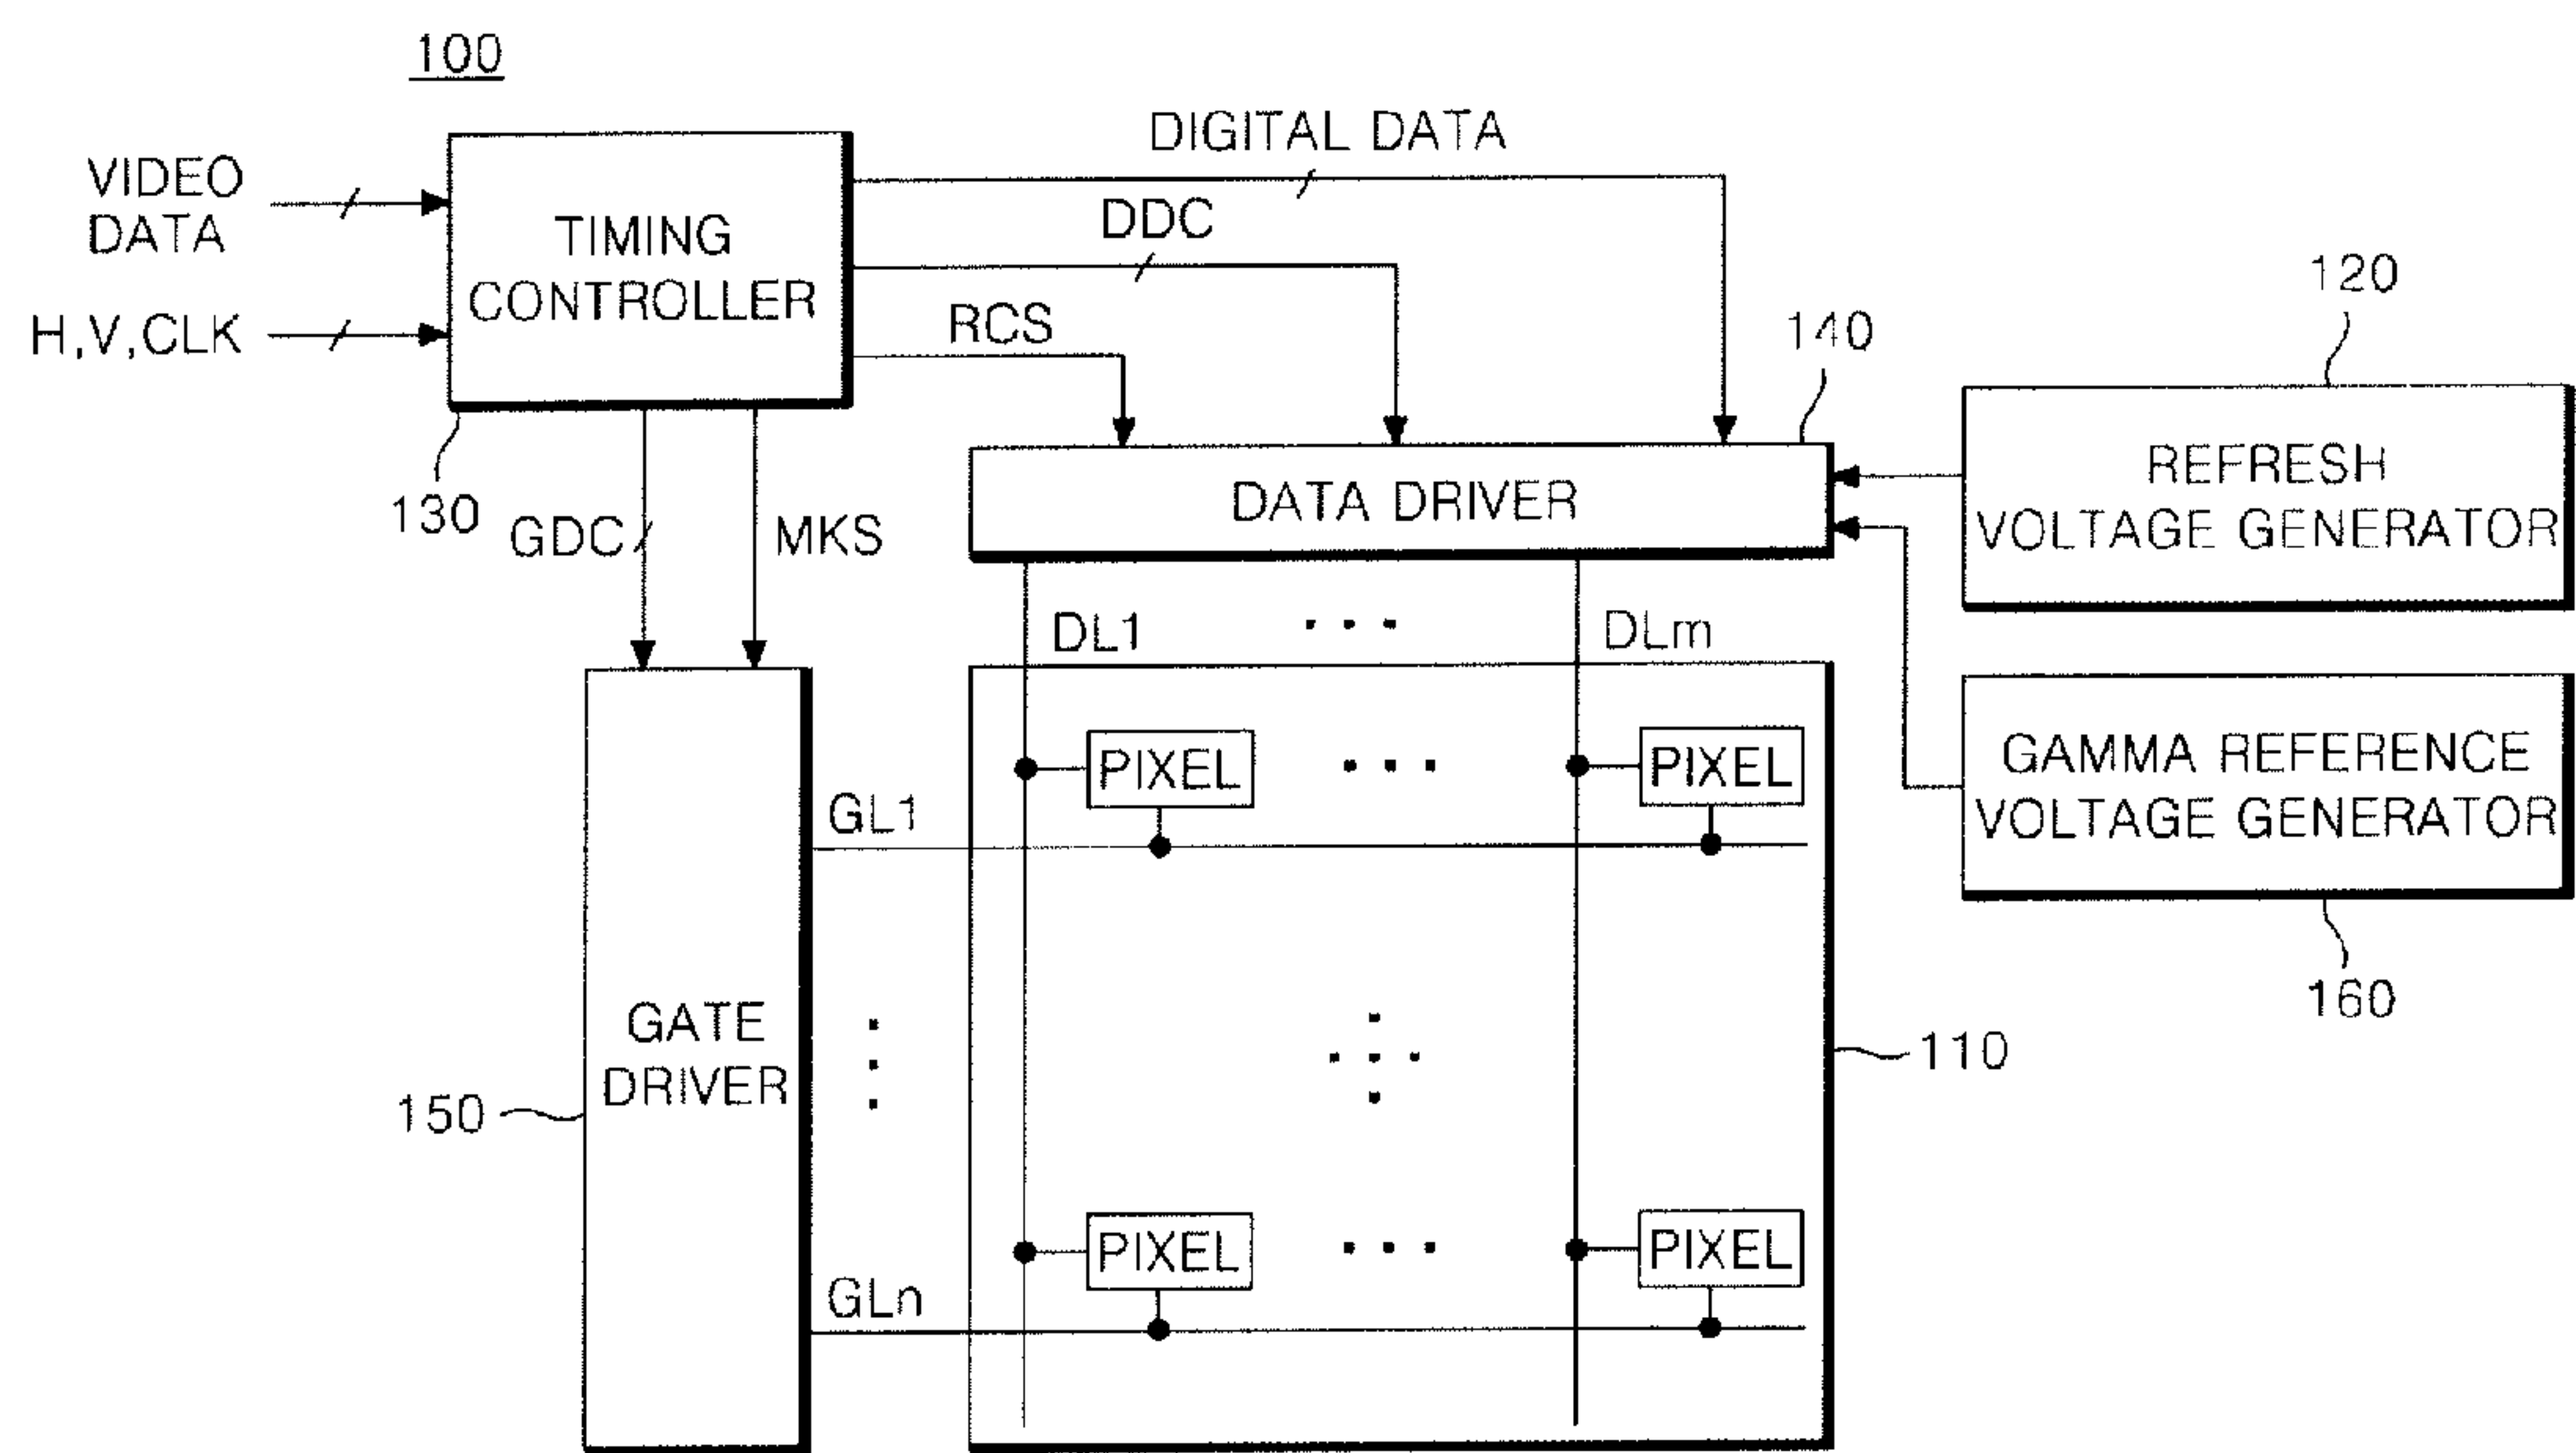 100
VIDEO
DATA
H,V,CLK
TIMING
CONTROLLER
130
DIGITAL DATA
DDC
RCS
GDC
MKS
140
DATA DRIVER
120
REFRESH
VOLTAGE GENERATOR
GAMMA REFERENCE
VOLTAGE GENERATOR
160
DL1
DLm
PIXEL
PIXEL
GL1
GATE
DRIVER
150
110
PIXEL
PIXEL
GLn